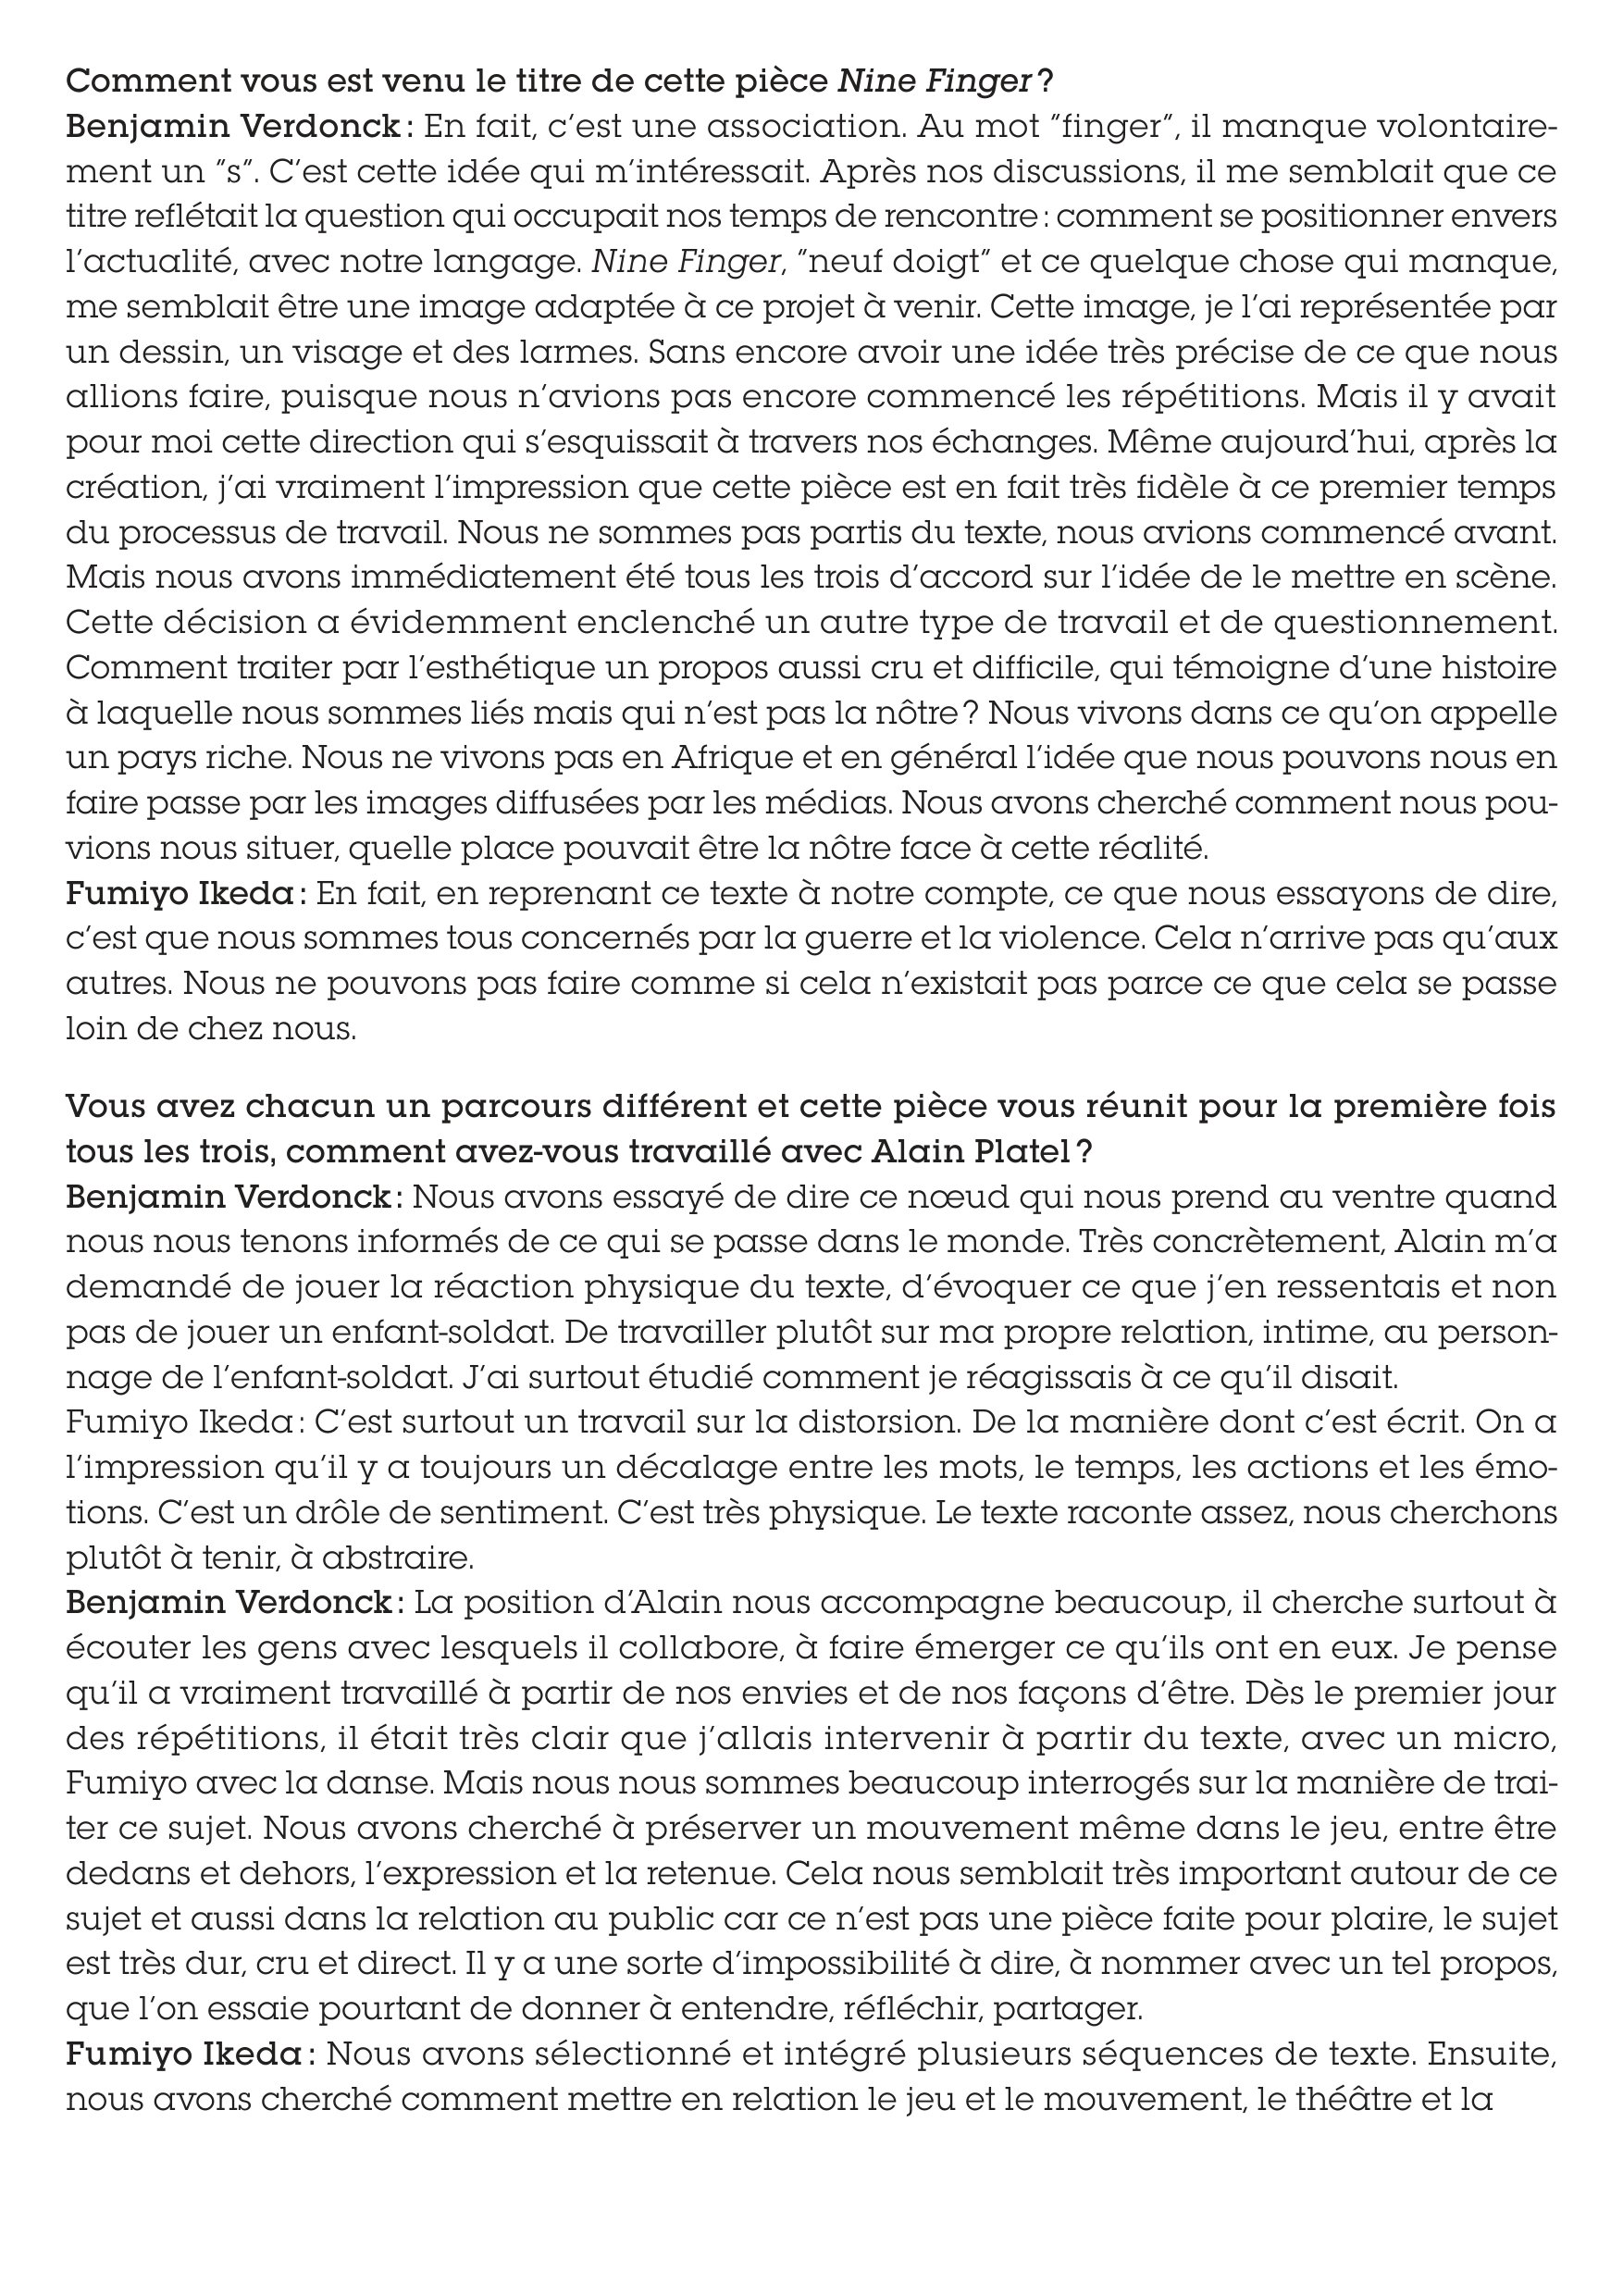 Comment vous est venu le titre de cette pièce Nine Finger ?
Benjamin Verdonck : En fait, c’est une association. Au mot ″finger″, il manque volontaire-
ment un ″s″. C’est cette idée qui m’intéressait. Après nos discussions, il me semblait que ce
titre reflétait la question qui occupait nos temps de rencontre : comment se positionner envers
l’actualité, avec notre langage. Nine Finger, ″neuf doigt″ et ce quelque chose qui manque,
me semblait être une image adaptée à ce projet à venir. Cette image, je l’ai représentée par
un dessin, un visage et des larmes. Sans encore avoir une idée très précise de ce que nous
allions faire, puisque nous n’avions pas encore commencé les répétitions. Mais il y avait
pour moi cette direction qui s’esquissait à travers nos échanges. Même aujourd’hui, après la
création, j’ai vraiment l’impression que cette pièce est en fait très fidèle à ce premier temps
du processus de travail. Nous ne sommes pas partis du texte, nous avions commencé avant.
Mais nous avons immédiatement été tous les trois d’accord sur l’idée de le mettre en scène.
Cette décision a évidemment enclenché un autre type de travail et de questionnement.
Comment traiter par l’esthétique un propos aussi cru et difficile, qui témoigne d’une histoire
à laquelle nous sommes liés mais qui n’est pas la nôtre ? Nous vivons dans ce qu’on appelle
un pays riche. Nous ne vivons pas en Afrique et en général l’idée que nous pouvons nous en
faire passe par les images diffusées par les médias. Nous avons cherché comment nous pou-
vions nous situer, quelle place pouvait être la nôtre face à cette réalité.
Fumiyo Ikeda : En fait, en reprenant ce texte à notre compte, ce que nous essayons de dire,
c’est que nous sommes tous concernés par la guerre et la violence. Cela n’arrive pas qu’aux
autres. Nous ne pouvons pas faire comme si cela n’existait pas parce ce que cela se passe
loin de chez nous.
Vous avez chacun un parcours différent et cette pièce vous réunit pour la première fois
tous les trois, comment avez-vous travaillé avec Alain Platel ?
Benjamin Verdonck : Nous avons essayé de dire ce nœud qui nous prend au ventre quand
nous nous tenons informés de ce qui se passe dans le monde. Très concrètement, Alain m’a
demandé de jouer la réaction physique du texte, d’évoquer ce que j’en ressentais et non
pas de jouer un enfant-soldat. De travailler plutôt sur ma propre relation, intime, au person-
nage de l’enfant-soldat. J’ai surtout étudié comment je réagissais à ce qu’il disait.
Fumiyo Ikeda : C’est surtout un travail sur la distorsion. De la manière dont c’est écrit. On a
l’impression qu’il y a toujours un décalage entre les mots, le temps, les actions et les émo-
tions. C’est un drôle de sentiment. C’est très physique. Le texte raconte assez, nous cherchons
plutôt à tenir, à abstraire.
Benjamin Verdonck : La position d’Alain nous accompagne beaucoup, il cherche surtout à
écouter les gens avec lesquels il collabore, à faire émerger ce qu’ils ont en eux. Je pense
qu’il a vraiment travaillé à partir de nos envies et de nos façons d’être. Dès le premier jour
des répétitions, il était très clair que j’allais intervenir à partir du texte, avec un micro,
Fumiyo avec la danse. Mais nous nous sommes beaucoup interrogés sur la manière de trai-
ter ce sujet. Nous avons cherché à préserver un mouvement même dans le jeu, entre être
dedans et dehors, l’expression et la retenue. Cela nous semblait très important autour de ce
sujet et aussi dans la relation au public car ce n’est pas une pièce faite pour plaire, le sujet
est très dur, cru et direct. Il y a une sorte d’impossibilité à dire, à nommer avec un tel propos,
que l’on essaie pourtant de donner à entendre, réfléchir, partager.
Fumiyo Ikeda : Nous avons sélectionné et intégré plusieurs séquences de texte. Ensuite,
nous avons cherché comment mettre en relation le jeu et le mouvement, le théâtre et la